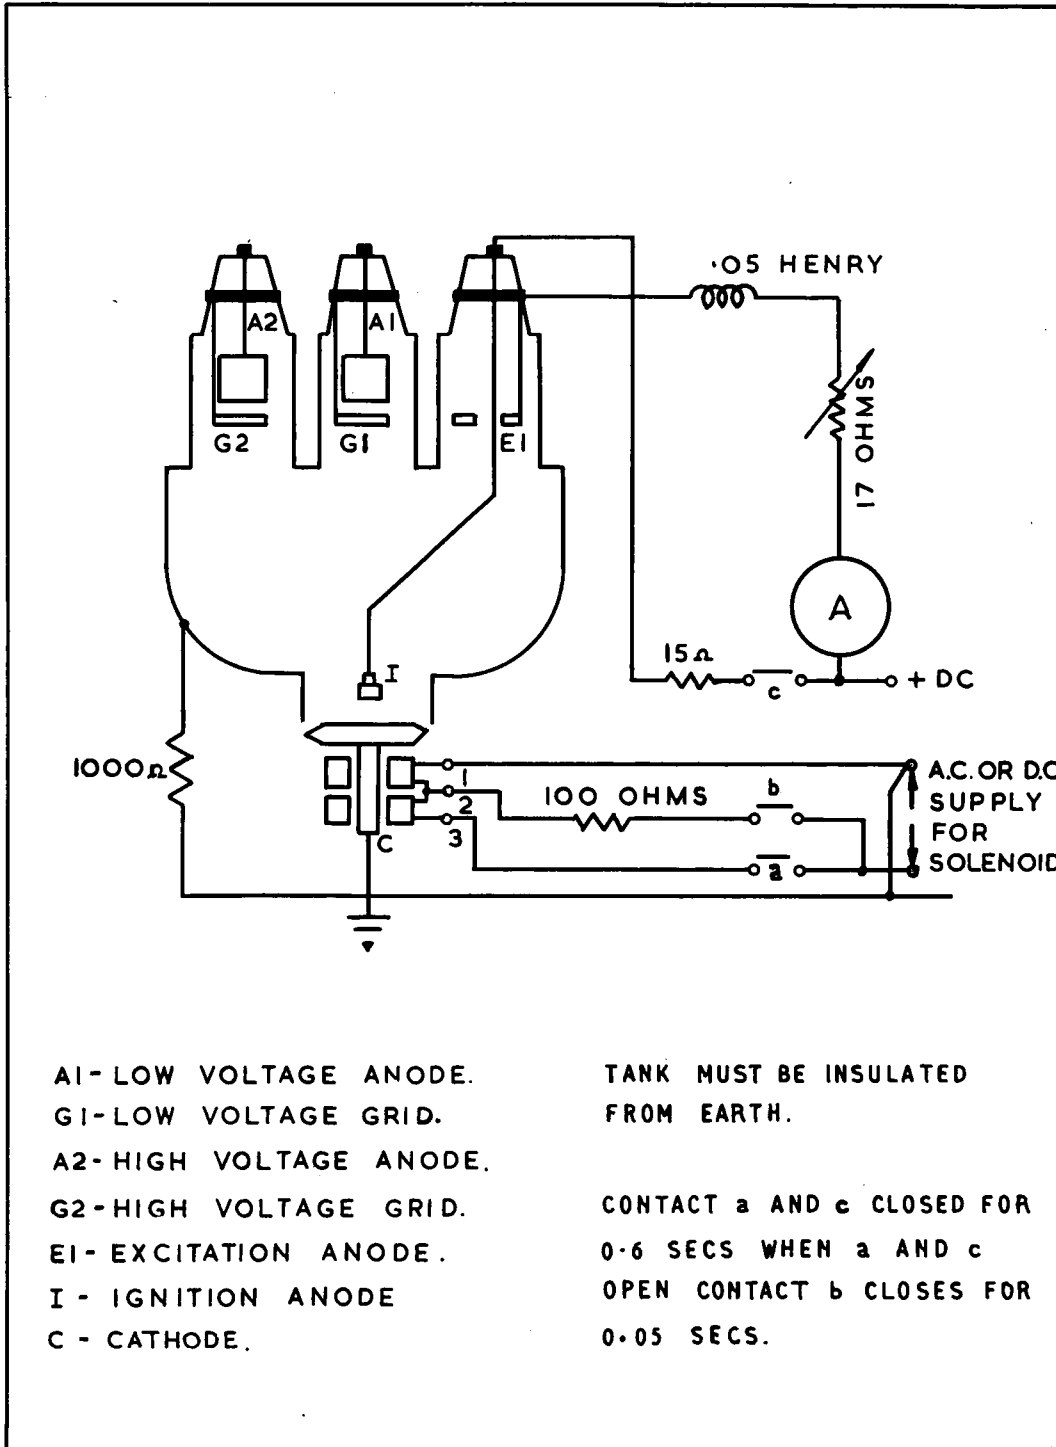 .05 HENRY
A2
A1
17 OHMS
G2
G1
E1
A
15Ω
I
c
+ DC
1000Ω
1
A.C. OR D.C
100 OHMS
b
2
SUPPLY
3
FOR
C
a
SOLENOID
A1- LOW VOLTAGE ANODE.
G1- LOW VOLTAGE GRID.
A2- HIGH VOLTAGE ANODE.
G2- HIGH VOLTAGE GRID.
E1- EXCITATION ANODE.
I - IGNITION ANODE
C - CATHODE.
TANK MUST BE INSULATED
FROM EARTH.
CONTACT a AND c CLOSED FOR
0.6 SECS WHEN a AND c
OPEN CONTACT b CLOSES FOR
0.05 SECS.